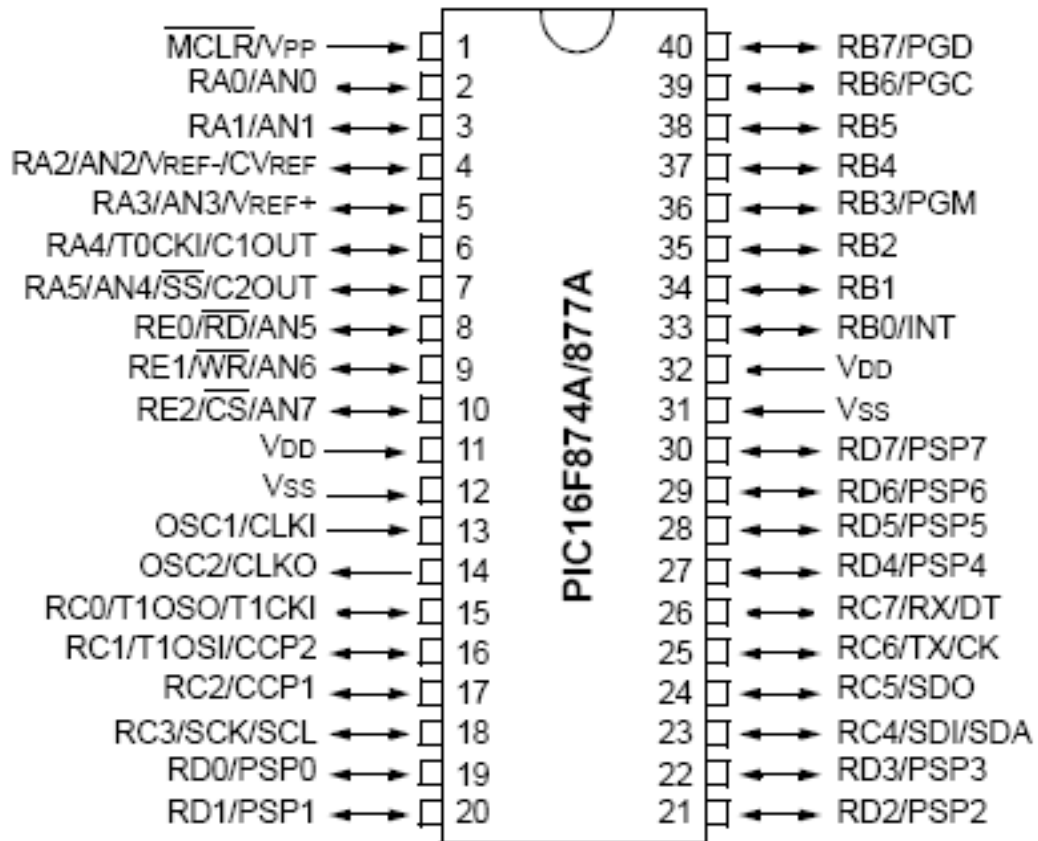 MCLR/VPP 1 40 RB7/PGD
RA0/AN0 2 39 RB6/PGC
RA1/AN1 3 38 RB5
RA2/AN2/VREF-/CVREF 4 37 RB4
RA3/AN3/VREF+ 5 36 RB3/PGM
RA4/T0CKI/C1OUT 6 35 RB2
RA5/AN4/SS/C2OUT 7 34 RB1
RE0/RD/AN5 8 33 RB0/INT
RE1/WR/AN6 9 32 VDD
RE2/CS/AN7 10 31 VSS
VDD 11 30 RD7/PSP7
VSS 12 29 RD6/PSP6
OSC1/CLKI 13 28 RD5/PSP5
OSC2/CLKO 14 27 RD4/PSP4
RC0/T1OSO/T1CKI 15 26 RC7/RX/DT
RC1/T1OSI/CCP2 16 25 RC6/TX/CK
RC2/CCP1 17 24 RC5/SDO
RC3/SCK/SCL 18 23 RC4/SDI/SDA
RD0/PSP0 19 22 RD3/PSP3
RD1/PSP1 20 21 RD2/PSP2
PIC16F874A/877A